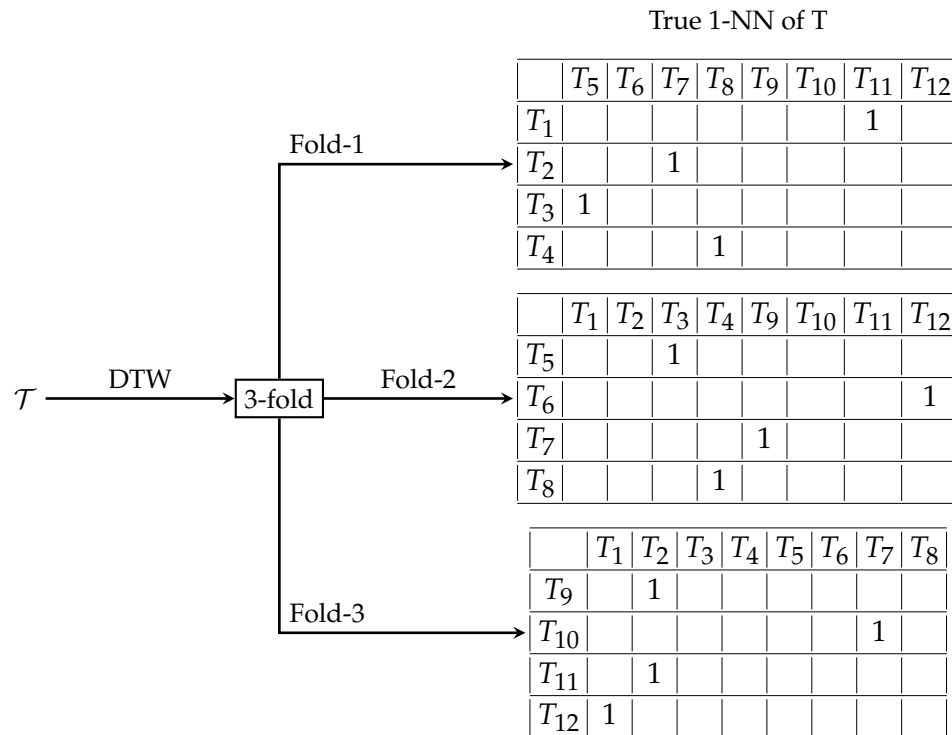 True 1-NN of T
T5 T6 T7 T8 T9 T10 T11 T12
T1 1
Fold-1
T2 1
T3 1
T4 1
T1 T2 T3 T4 T9 T10 T11 T12
T5 1
𝒯 DTW 3-fold Fold-2
T6 1
T7 1
T8 1
T1 T2 T3 T4 T5 T6 T7 T8
T9 1
Fold-3
T10 1
T11 1
T12 1